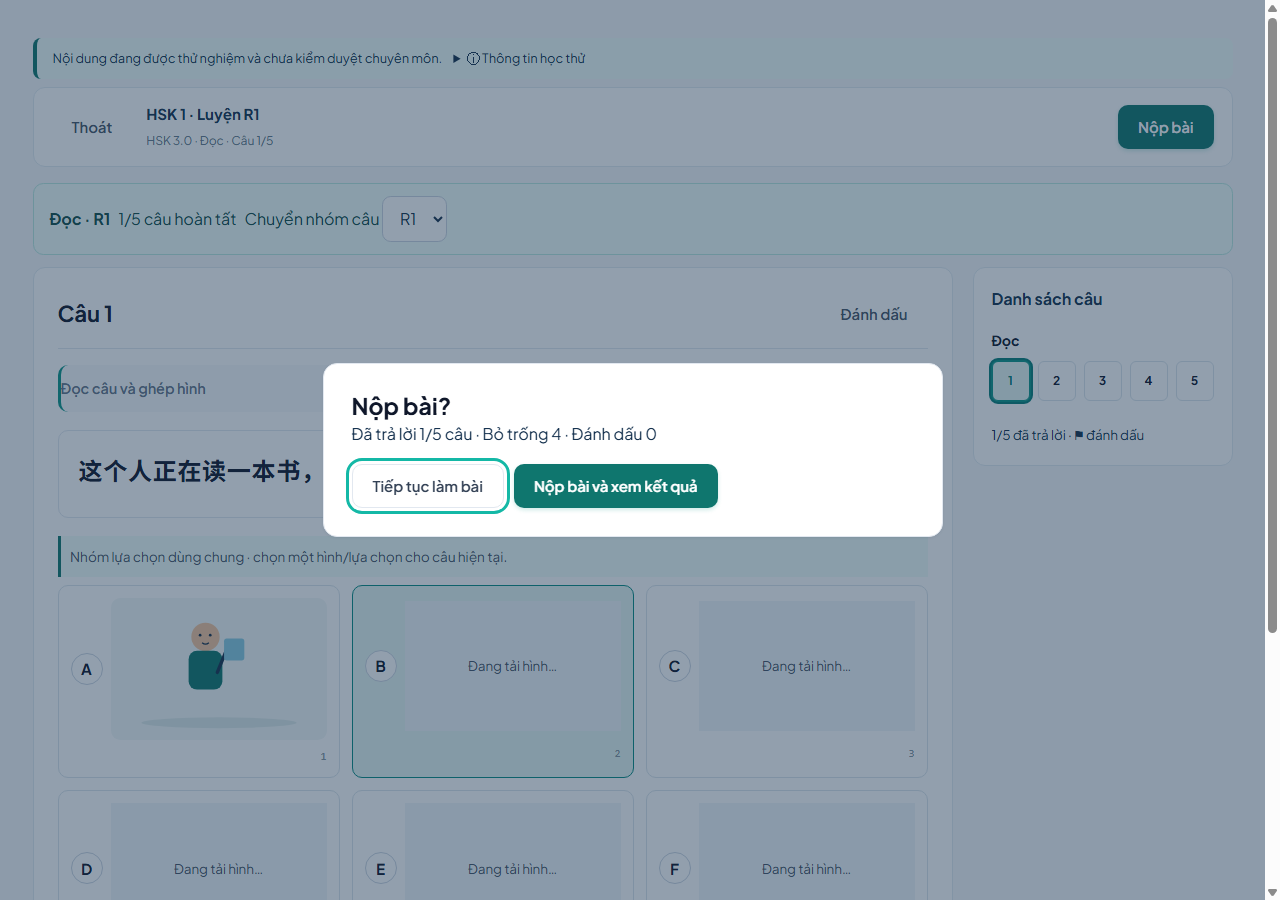 Nội dung đang được thử nghiệm và chưa kiểm duyệt chuyên môn. ▶ ⓘ Thông tin học thử
Thoát
HSK 1 · Luyện R1
HSK 3.0 · Đọc · Câu 1/5
Nộp bài
Đọc · R1 1/5 câu hoàn tất Chuyển nhóm câu R1
Câu 1
Đánh dấu
Đọc câu và ghép hình
这个人正在读一本书，
Nộp bài?
Đã trả lời 1/5 câu · Bỏ trống 4 · Đánh dấu 0
Tiếp tục làm bài
Nộp bài và xem kết quả
Nhóm lựa chọn dùng chung · chọn một hình/lựa chọn cho câu hiện tại.
A
1
B
Đang tải hình...
2
C
Đang tải hình...
3
D
Đang tải hình...
E
Đang tải hình...
F
Đang tải hình...
Danh sách câu
Đọc
1 2 3 4 5
1/5 đã trả lời · ⚑ đánh dấu